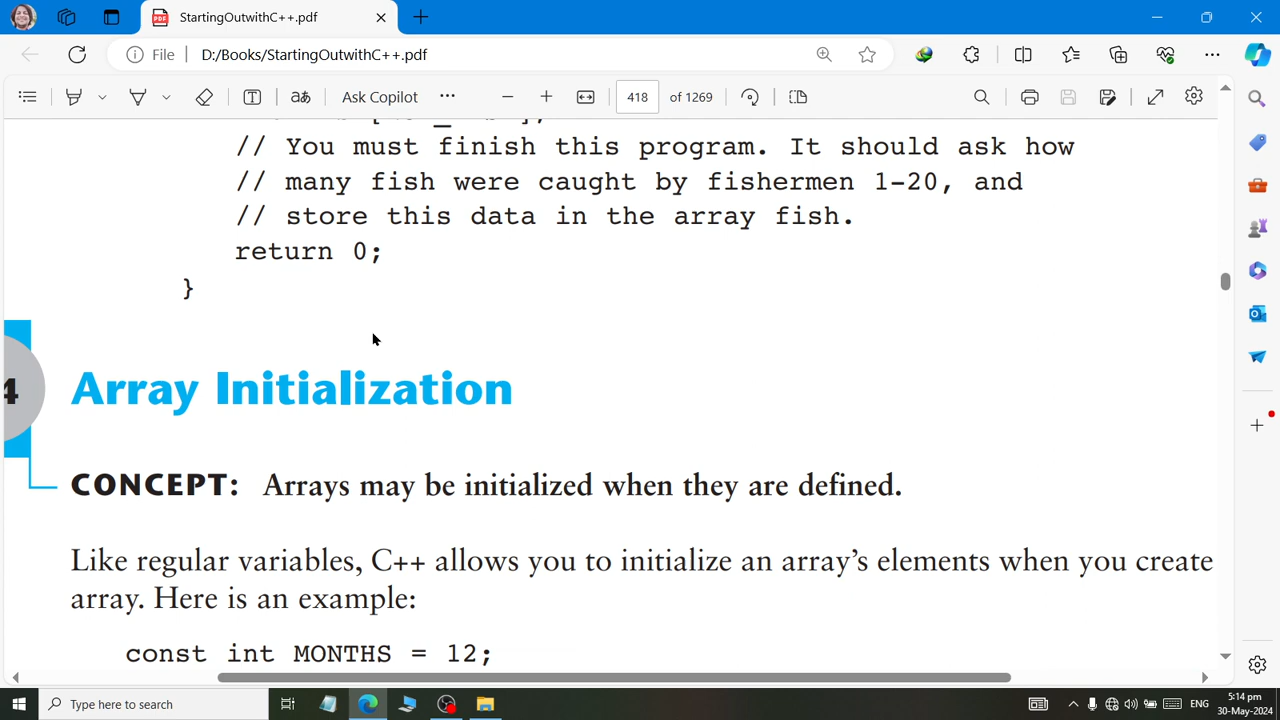 StartingOutwithC++.pdf
File
D:/Books/StartingOutwithC++.pdf
aあ
Ask Copilot
418
of 1269
// You must finish this program. It should ask how
// many fish were caught by fishermen 1-20, and
// store this data in the array fish.
return 0;
}
4
Array Initialization
CONCEPT: Arrays may be initialized when they are defined.
Like regular variables, C++ allows you to initialize an array's elements when you create
array. Here is an example:
const int MONTHS = 12;
Type here to search
ENG
5:14 pm
30-May-2024